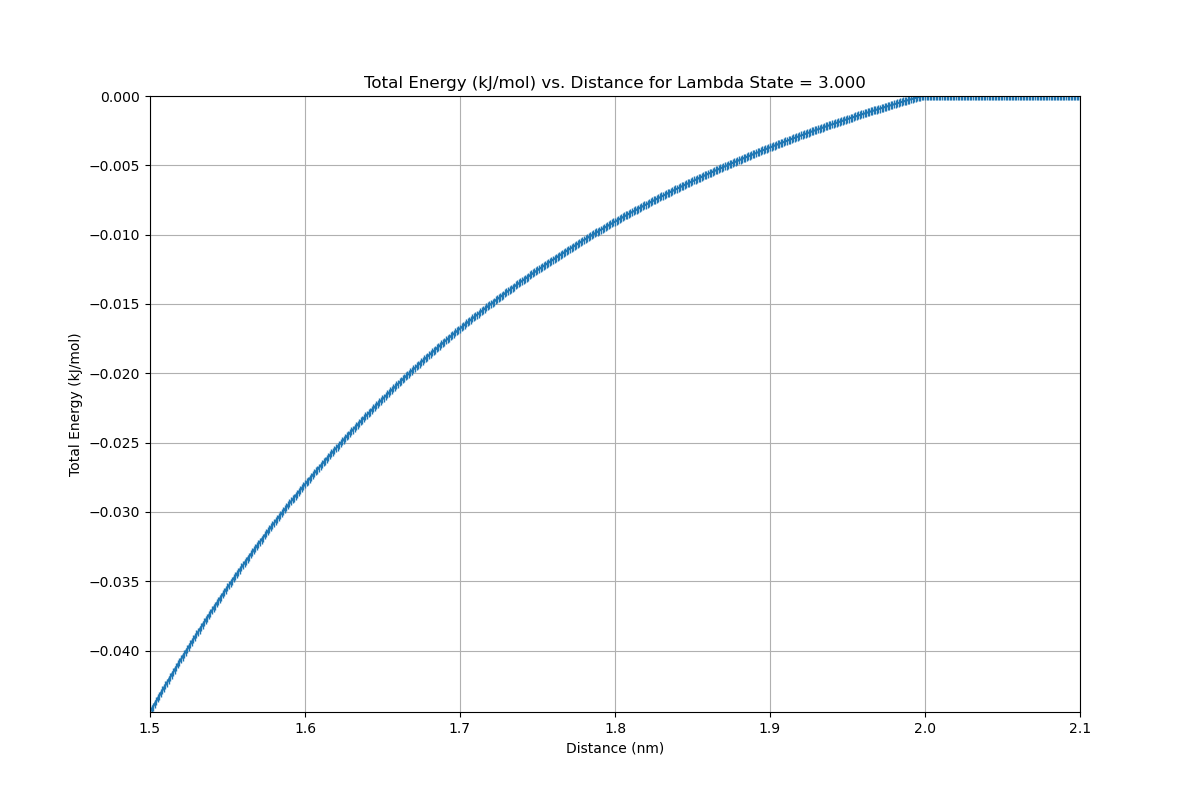 Total Energy (kJ/mol) vs. Distance for Lambda State = 3.000
0.000
−0.005
−0.010
−0.015
−0.020
−0.025
−0.030
−0.035
−0.040
Total Energy (kJ/mol)
1.5 1.6 1.7 1.8 1.9 2.0 2.1
Distance (nm)